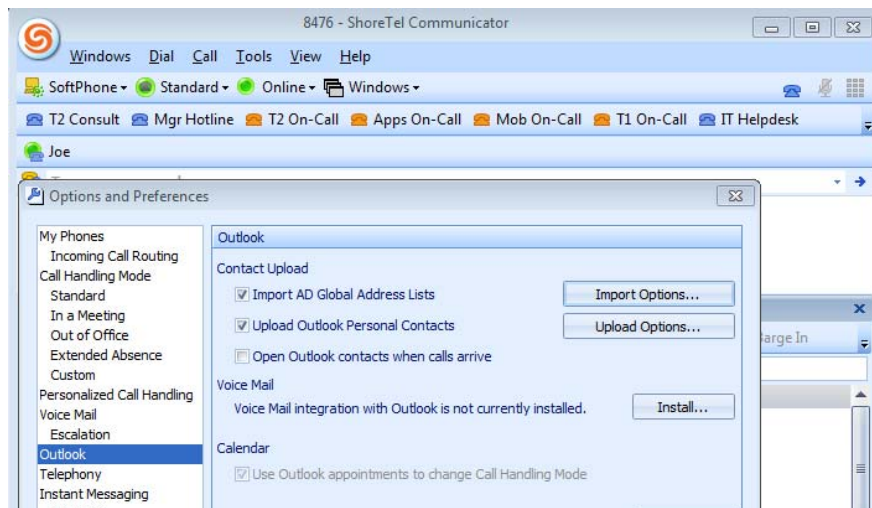 8476 - ShoreTel Communicator
Windows Dial Call Tools View Help
SoftPhone Standard Online Windows
T2 Consult Mgr Hotline T2 On-Call Apps On-Call Mob On-Call T1 On-Call IT Helpdesk
Joe
Options and Preferences
My Phones
Incoming Call Routing
Call Handling Mode
Standard
In a Meeting
Out of Office
Extended Absence
Custom
Personalized Call Handling
Voice Mail
Escalation
Outlook
Telephony
Instant Messaging
Outlook
Contact Upload
Import AD Global Address Lists
Import Options...
Upload Outlook Personal Contacts
Upload Options...
Open Outlook contacts when calls arrive
Voice Mail
Voice Mail integration with Outlook is not currently installed.
Install...
Calendar
Use Outlook appointments to change Call Handling Mode
In